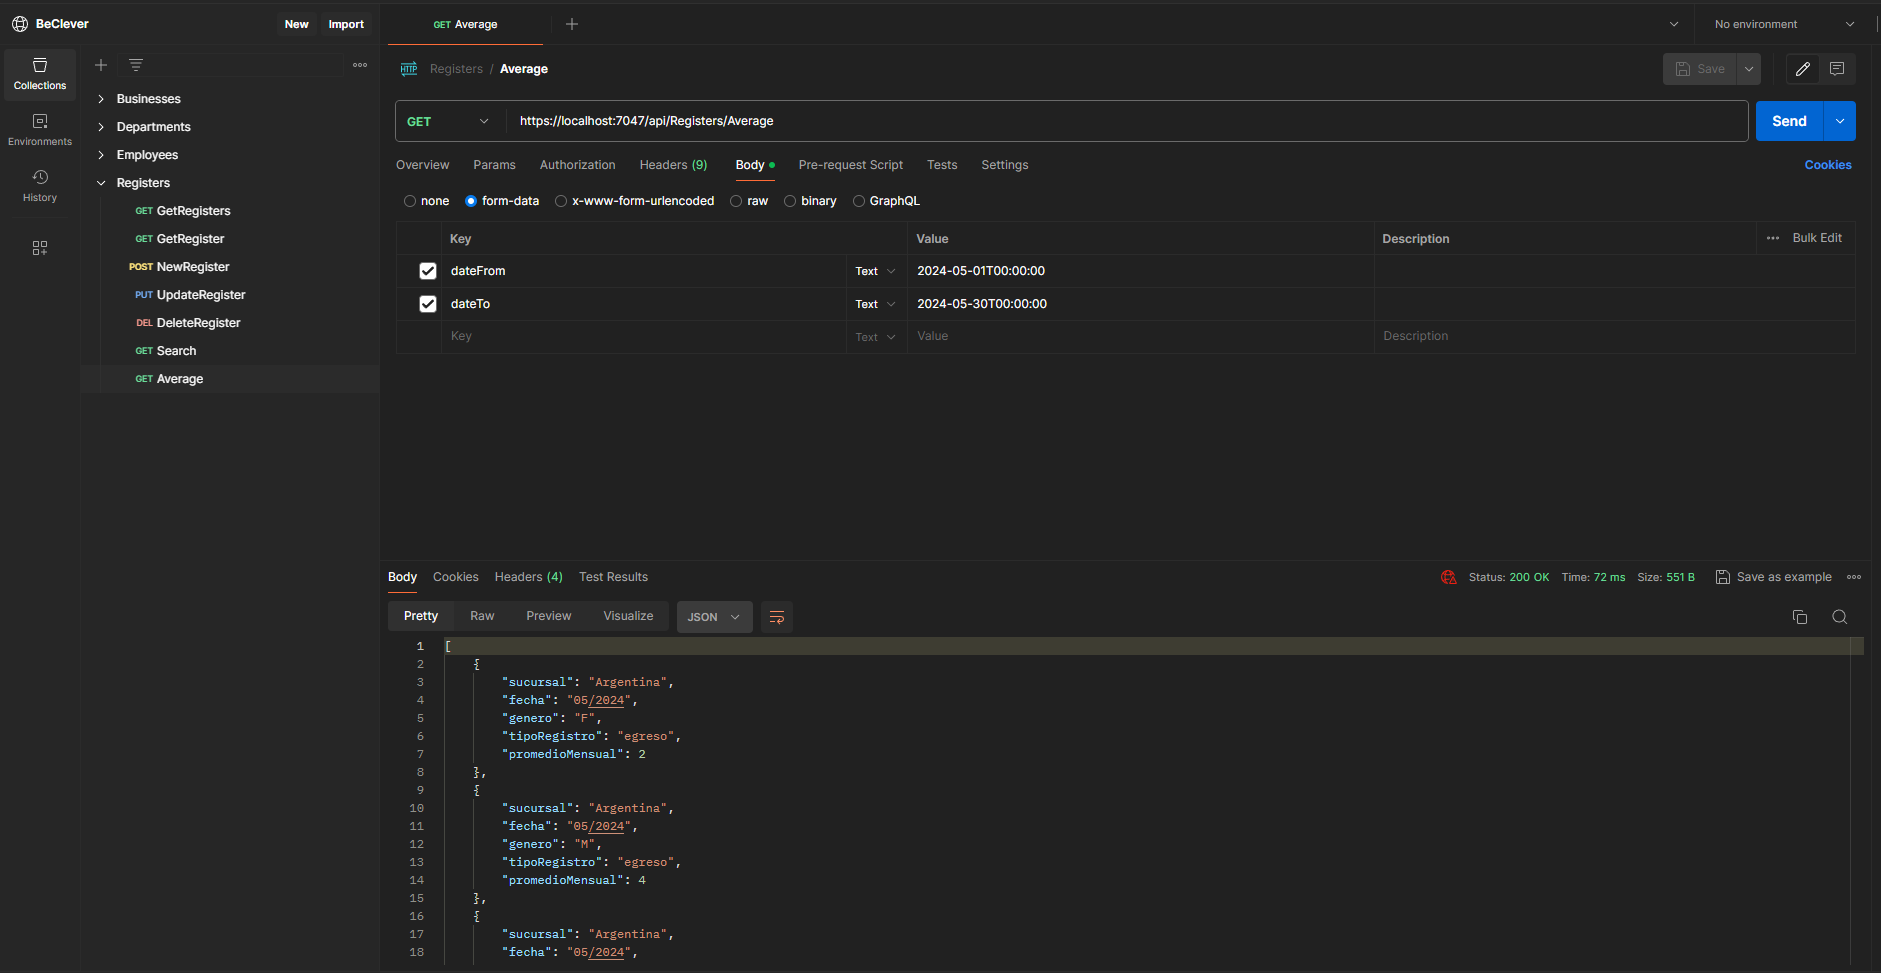 BeClever
New
Import
GET Average
No environment
Collections
Environments
History
Businesses
Departments
Employees
Registers
GET GetRegisters
GET GetRegister
POST NewRegister
PUT UpdateRegister
DEL DeleteRegister
GET Search
GET Average
HTTP Registers / Average
Save
GET https://localhost:7047/api/Registers/Average
Send
Overview Params Authorization Headers (9) Body Pre-request Script Tests Settings Cookies
none form-data x-www-form-urlencoded raw binary GraphQL
Key Value Description Bulk Edit
dateFrom Text 2024-05-01T00:00:00
dateTo Text 2024-05-30T00:00:00
Key Text Value Description
Body Cookies Headers (4) Test Results Status: 200 OK Time: 72 ms Size: 551 B Save as example
Pretty Raw Preview Visualize JSON
1 [
2 {
3 "sucursal": "Argentina",
4 "fecha": "05/2024",
5 "genero": "F",
6 "tipoRegistro": "egreso",
7 "promedioMensual": 2
8 },
9 {
10 "sucursal": "Argentina",
11 "fecha": "05/2024",
12 "genero": "M",
13 "tipoRegistro": "egreso",
14 "promedioMensual": 4
15 },
16 {
17 "sucursal": "Argentina",
18 "fecha": "05/2024",